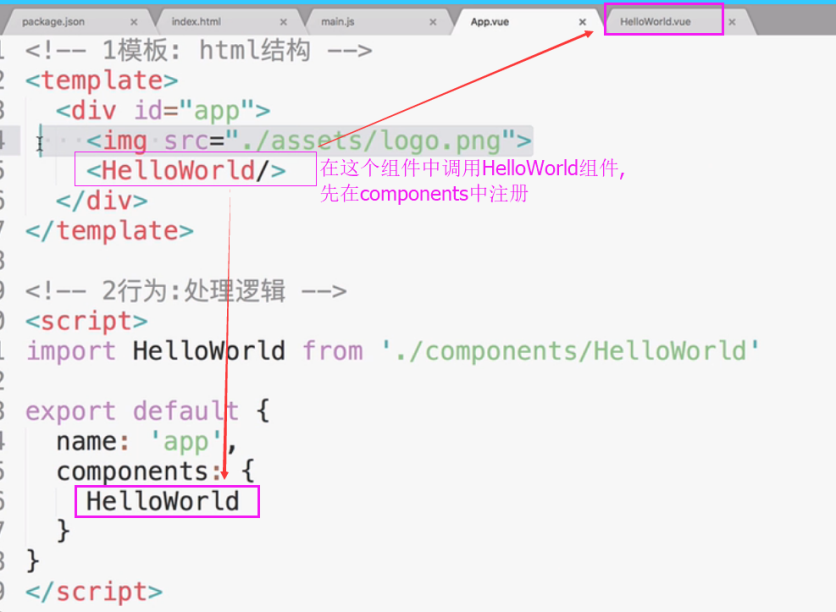 package.json × index.html × main.js × App.vue × HelloWorld.vue ×
<!-- 1模板: html结构 -->
2 <template>
3 <div id="app">
4 <img src="./assets/logo.png">
5 <HelloWorld/>
在这个组件中调用HelloWorld组件,
先在components中注册
6 </div>
7 </template>
8
9 <!-- 2行为:处理逻辑 -->
0 <script>
1 import HelloWorld from './components/HelloWorld'
2
3 export default {
4 name: 'app',
5 components: {
6 HelloWorld
7 }
8 }
9 </script>